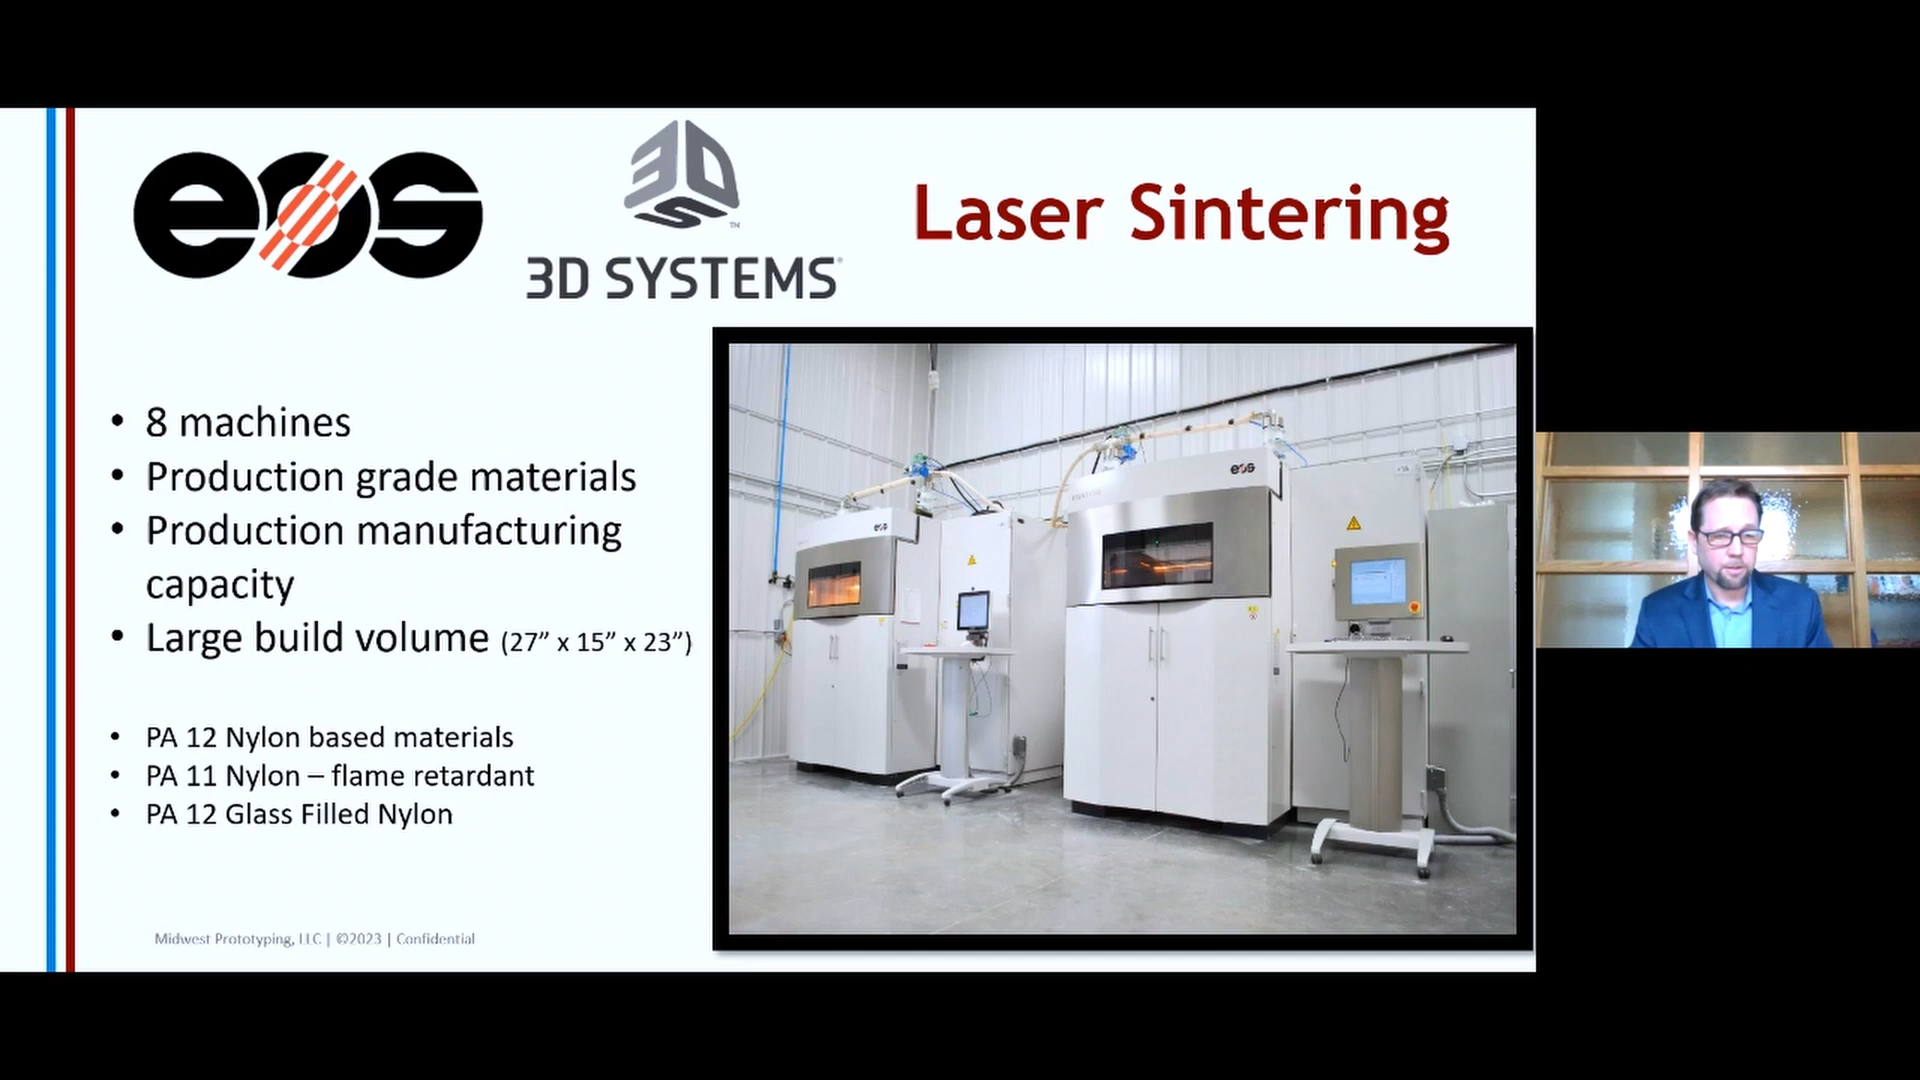 eos
3DS™
3D SYSTEMS
Laser Sintering
• 8 machines
• Production grade materials
• Production manufacturing
capacity
• Large build volume (27” x 15” x 23”)
• PA 12 Nylon based materials
• PA 11 Nylon – flame retardant
• PA 12 Glass Filled Nylon
eos
eos
Midwest Prototyping, LLC | ©2023 | Confidential